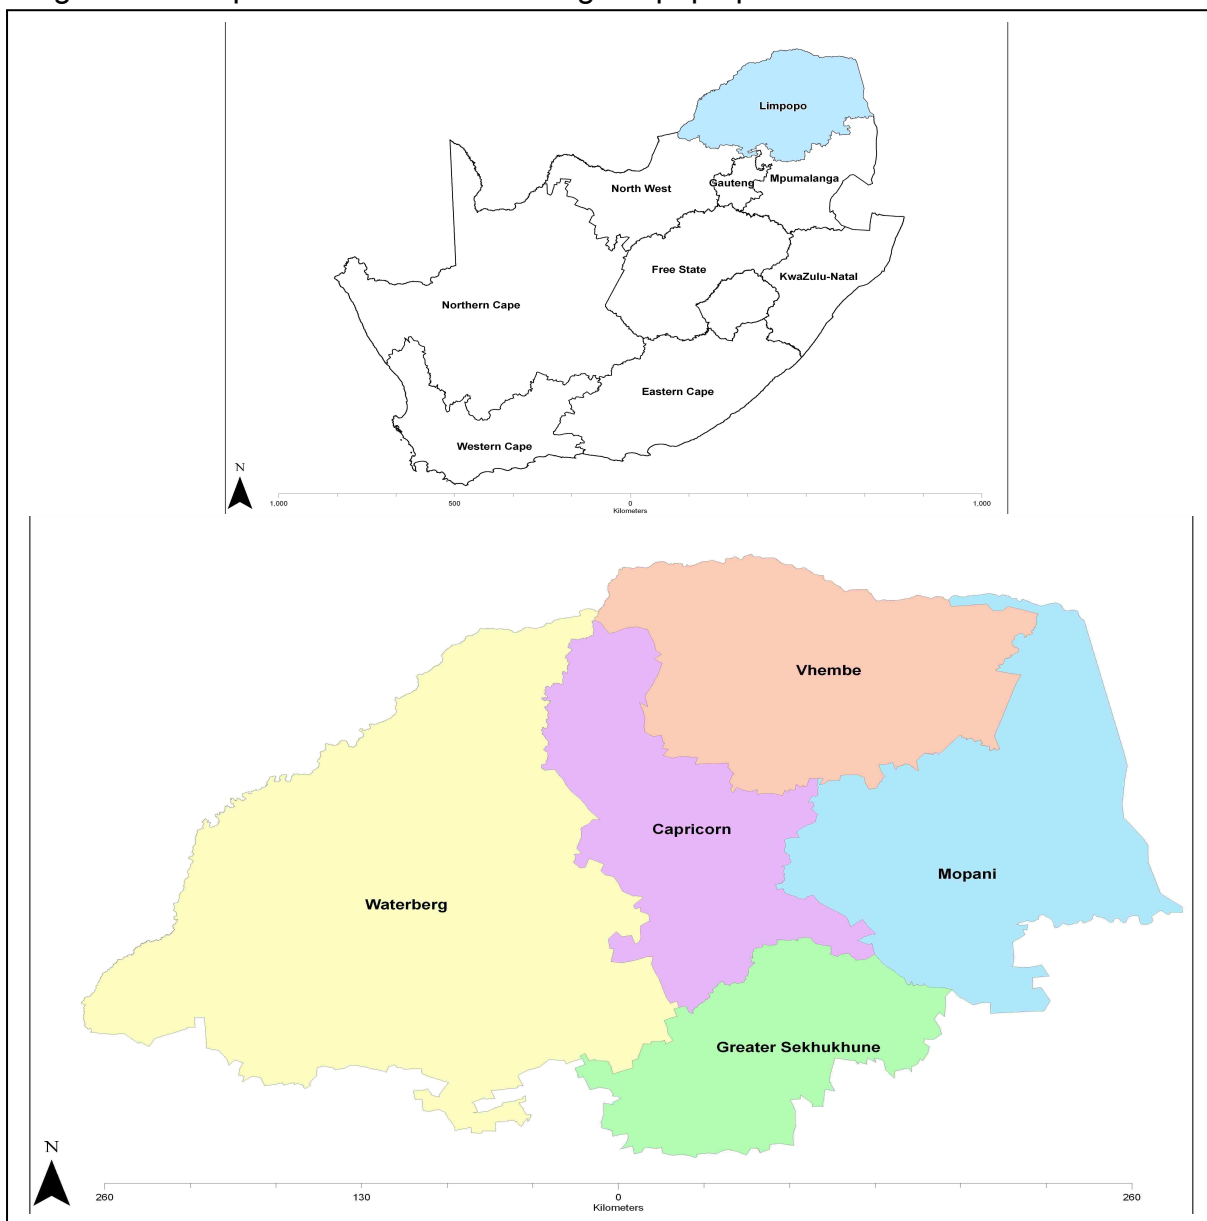 Limpopo
North West
Gauteng
Mpumalanga
Free State
KwaZulu-Natal
Northern Cape
Eastern Cape
Western Cape
N
1,000 500 0 1,000
Kilometers
Vhembe
Capricorn
Mopani
Waterberg
Greater Sekhukhune
N
260 130 0 260
Kilometers